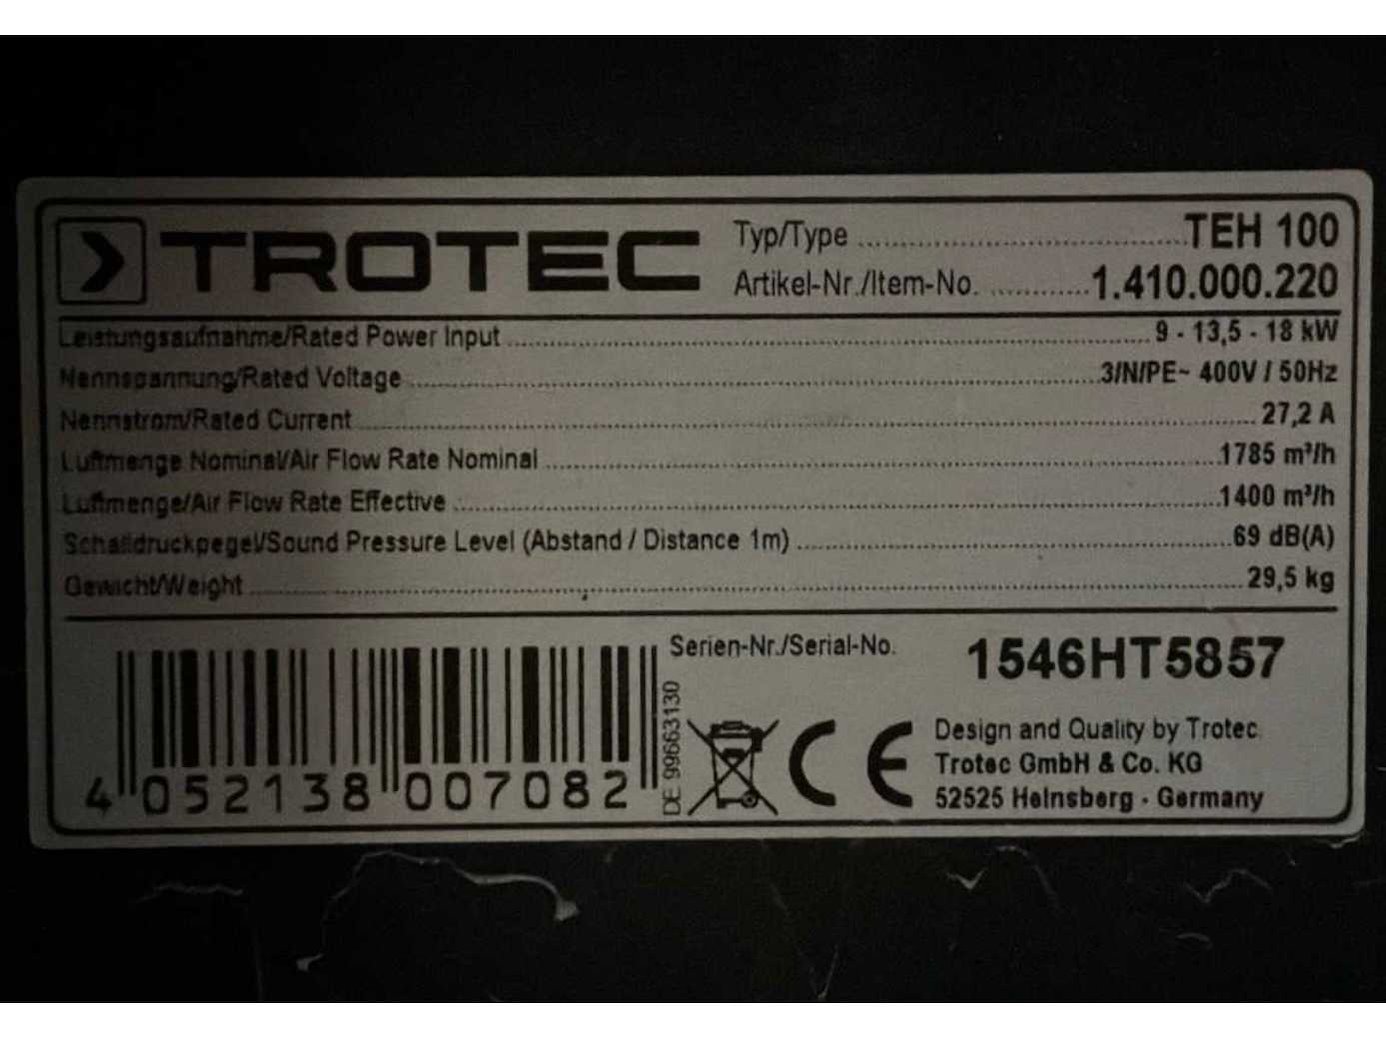 TROTEC
Typ/Type ........ TEH 100
Artikel-Nr./Item-No. ........ 1.410.000.220
Leistungsaufnahme/Rated Power Input ........ 9 - 13,5 - 18 kW
Nennspannung/Rated Voltage ........ 3/N/PE~ 400V / 50Hz
Nennstrom/Rated Current ........ 27,2 A
Luftmenge Nominal/Air Flow Rate Nominal ........ 1785 m³/h
Luftmenge/Air Flow Rate Effective ........ 1400 m³/h
Schalldruckpegel/Sound Pressure Level (Abstand / Distance 1m) ........ 69 dB(A)
Gewicht/Weight ........ 29,5 kg
Serien-Nr./Serial-No. 1546HT5857
4 052138 007082
DE 99663130
CE
Design and Quality by Trotec.
Trotec GmbH & Co. KG
52525 Heinsberg - Germany